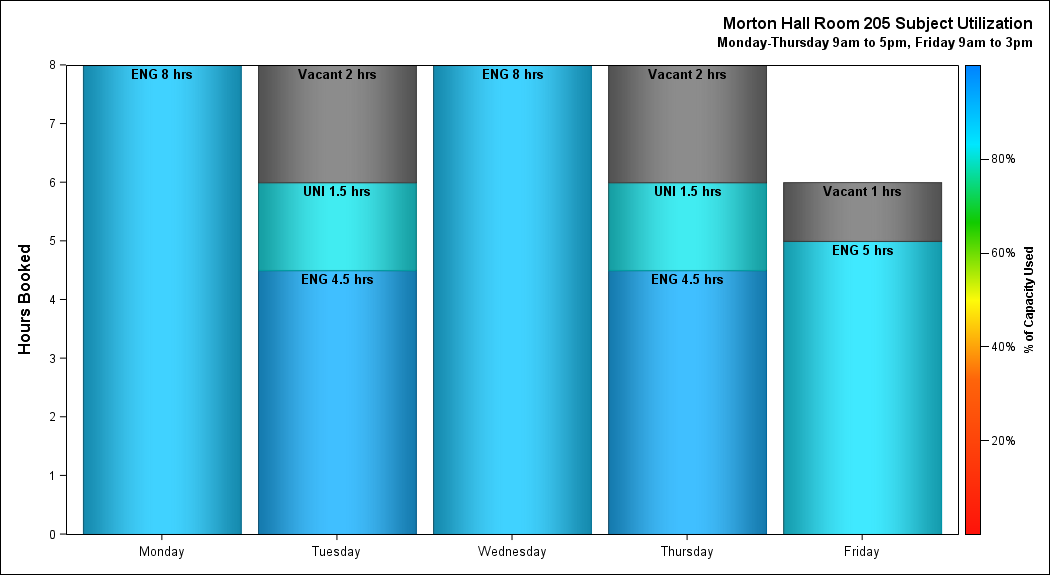 Morton Hall Room 205 Subject Utilization
Monday-Thursday 9am to 5pm, Friday 9am to 3pm
Hours Booked
8
7
6
5
4
3
2
1
0
ENG 8 hrs
Vacant 2 hrs
UNI 1.5 hrs
ENG 4.5 hrs
ENG 8 hrs
Vacant 2 hrs
UNI 1.5 hrs
ENG 4.5 hrs
Vacant 1 hrs
ENG 5 hrs
Monday
Tuesday
Wednesday
Thursday
Friday
80%
60%
40%
20%
% of Capacity Used